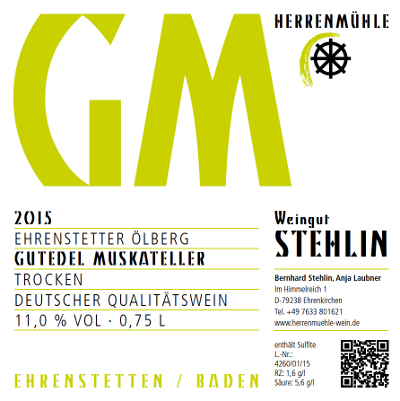 GM
HERRENMÜHLE
2015
EHRENSTETTER ÖLBERG
GUTEDEL MUSKATELLER
TROCKEN
DEUTSCHER QUALITÄTSWEIN
11,0 % VOL · 0,75 L
EHRENSTETTEN / BADEN
Weingut
STEHLIN
Bernhard Stehlin, Anja Laubner
Im Himmelreich 1
D-79238 Ehrenkirchen
Tel. +49 7633 801621
www.herrenmuehle-wein.de
enthält Sulfite
L.-Nr.:
4260/01/15
RZ: 1,6 g/l
Säure: 5,6 g/l